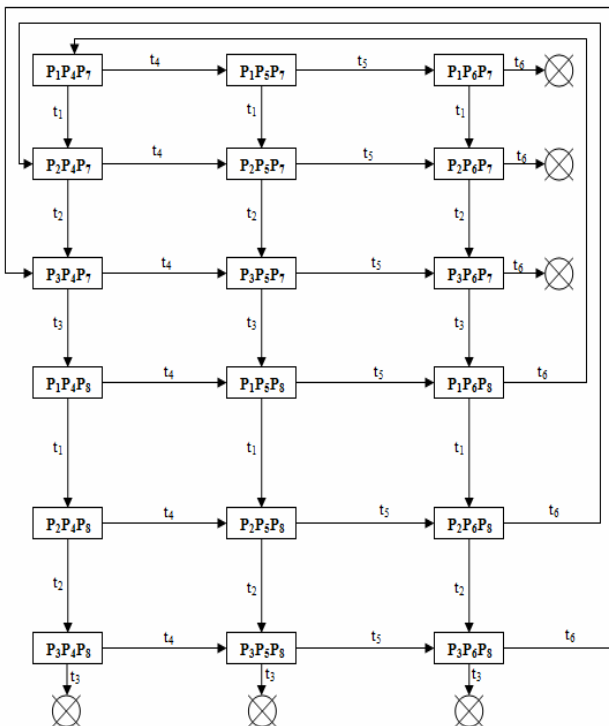 P₁P₄P₇ t₄ P₁P₅P₇ t₅ P₁P₆P₇ t₆
t₁ t₁ t₁
P₂P₄P₇ t₄ P₂P₅P₇ t₅ P₂P₆P₇ t₆
t₂ t₂ t₂
P₃P₄P₇ t₄ P₃P₅P₇ t₅ P₃P₆P₇ t₆
t₃ t₃ t₃
P₁P₄P₈ t₄ P₁P₅P₈ t₅ P₁P₆P₈ t₆
t₁ t₁ t₁
P₂P₄P₈ t₄ P₂P₅P₈ t₅ P₂P₆P₈ t₆
t₂ t₂ t₂
P₃P₄P₈ t₄ P₃P₅P₈ t₅ P₃P₆P₈ t₆
t₃ t₃ t₃